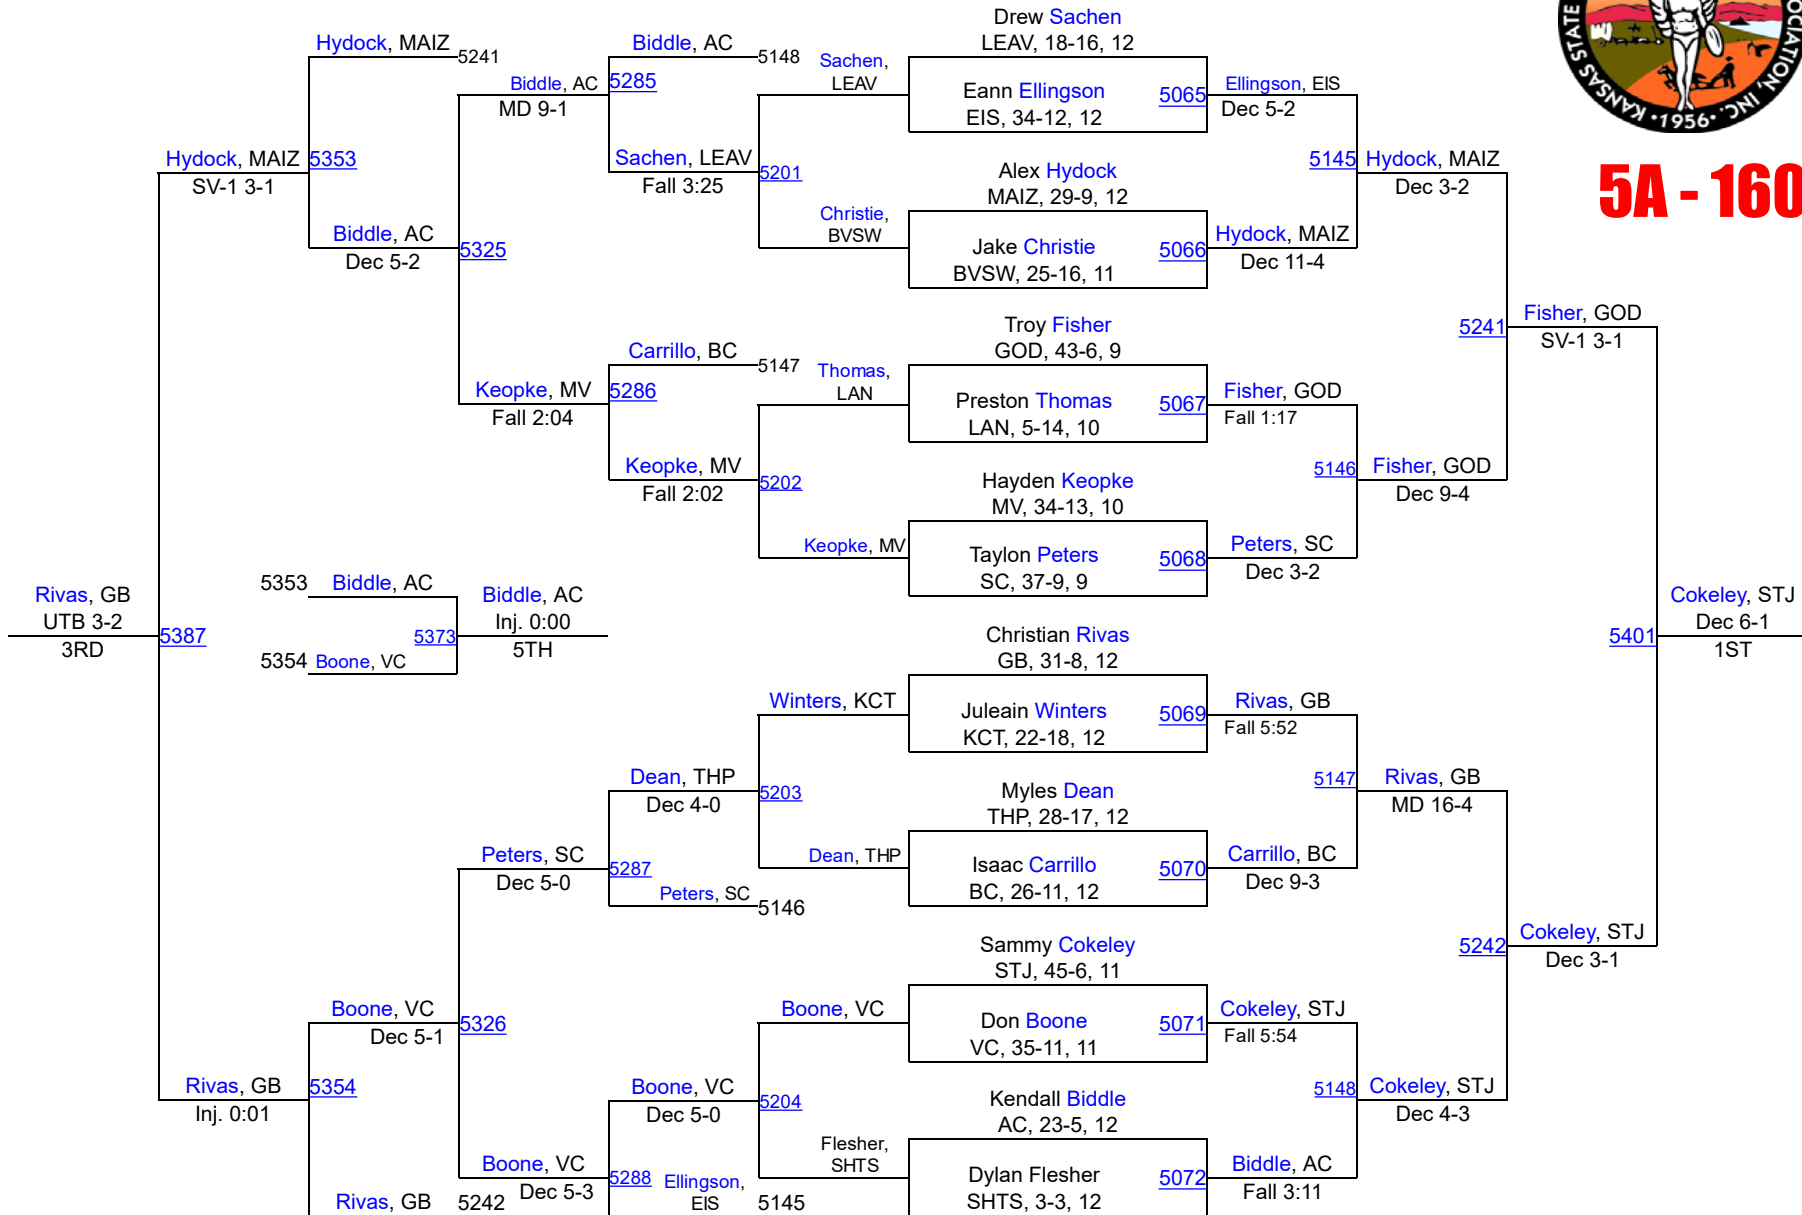 Drew Sachen
LEAV, 18-16, 12
Hydock, MAIZ
5241
Biddle, AC
5148
Sachen,
LEAV
Biddle, AC
5285
MD 9-1
Eann Ellingson
EIS, 34-12, 12
5065
Ellingson, EIS
Dec 5-2
KANSAS STATE
OCIATION, INC.
•1956•
Hydock, MAIZ
5353
SV-1 3-1
Sachen, LEAV
Fall 3:25
5201
Alex Hydock
MAIZ, 29-9, 12
5145
Hydock, MAIZ
Dec 3-2
5A - 160
Christie,
BVSW
Biddle, AC
Dec 5-2
5325
Jake Christie
BVSW, 25-16, 11
5066
Hydock, MAIZ
Dec 11-4
Troy Fisher
GOD, 43-6, 9
5241
Fisher, GOD
SV-1 3-1
Carrillo, BC
5147
Thomas,
LAN
Keopke, MV
5286
Fall 2:04
Preston Thomas
LAN, 5-14, 10
5067
Fisher, GOD
Fall 1:17
Keopke, MV
Fall 2:02
5202
Hayden Keopke
MV, 34-13, 10
5146
Fisher, GOD
Dec 9-4
Keopke, MV
Taylon Peters
SC, 37-9, 9
5068
Peters, SC
Dec 3-2
Rivas, GB
UTB 3-2
3RD
5387
5353
Biddle, AC
5373
5354
Boone, VC
Biddle, AC
Inj. 0:00
5TH
Christian Rivas
GB, 31-8, 12
5401
Cokeley, STJ
Dec 6-1
1ST
Winters, KCT
Juleain Winters
KCT, 22-18, 12
5069
Rivas, GB
Fall 5:52
Dean, THP
Dec 4-0
5203
Myles Dean
THP, 28-17, 12
5147
Rivas, GB
MD 16-4
Peters, SC
Dec 5-0
5287
Dean, THP
Peters, SC
5146
Isaac Carrillo
BC, 26-11, 12
5070
Carrillo, BC
Dec 9-3
Sammy Cokeley
STJ, 45-6, 11
5242
Cokeley, STJ
Dec 3-1
Boone, VC
Dec 5-1
5326
Boone, VC
Don Boone
VC, 35-11, 11
5071
Cokeley, STJ
Fall 5:54
Rivas, GB
Inj. 0:01
5354
Boone, VC
Dec 5-0
5204
Kendall Biddle
AC, 23-5, 12
5148
Cokeley, STJ
Dec 4-3
Flesher,
SHTS
Boone, VC
Dec 5-3
5288
Ellingson,
EIS
5145
Dylan Flesher
SHTS, 3-3, 12
5072
Biddle, AC
Fall 3:11
Rivas, GB
5242